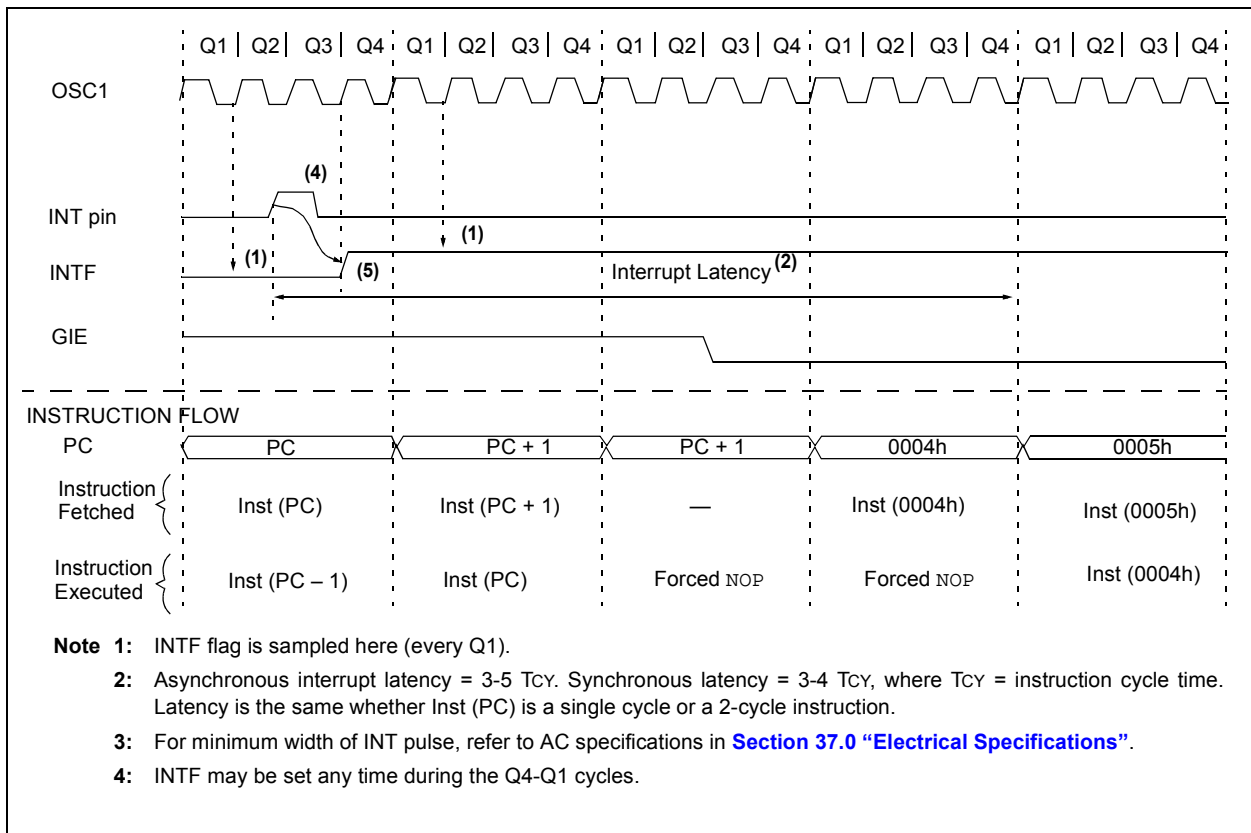 Q1 Q2 Q3 Q4 Q1 Q2 Q3 Q4 Q1 Q2 Q3 Q4 Q1 Q2 Q3 Q4 Q1 Q2 Q3 Q4
OSC1
(4)
INT pin
(1)
(1)
INTF
(5)
Interrupt Latency (2)
GIE
INSTRUCTION FLOW
PC
PC
PC + 1
PC + 1
0004h
0005h
Instruction
Fetched
Inst (PC)
Inst (PC + 1)
—
Inst (0004h)
Inst (0005h)
Instruction
Executed
Inst (PC – 1)
Inst (PC)
Forced NOP
Forced NOP
Inst (0004h)
Note 1: INTF flag is sampled here (every Q1).
2: Asynchronous interrupt latency = 3-5 TCY. Synchronous latency = 3-4 TCY, where TCY = instruction cycle time.
Latency is the same whether Inst (PC) is a single cycle or a 2-cycle instruction.
3: For minimum width of INT pulse, refer to AC specifications in Section 37.0 “Electrical Specifications”.
4: INTF may be set any time during the Q4-Q1 cycles.